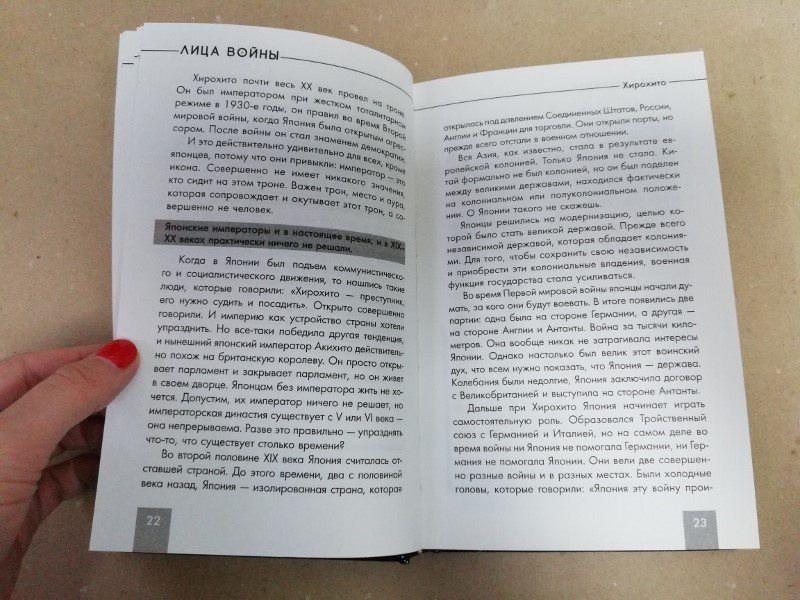 ЛИЦА ВОЙНЫ
Хирохито почти весь XX век провел на троне.
Он был императором при жестком тоталитарном
режиме в 1930-е годы, он правил во время Второй
мировой войны, когда Япония была открытым агрес-
сором. После войны он стал знаменем демократии.
И это действительно удивительно для всех, кроме
японцев, потому что они привыкли: император — это
икона. Совершенно не имеет никакого значения,
кто сидит на этом троне. Важен трон, место и аура,
которая сопровождает и окутывает этот трон, а со-
вершенно не человек.
Японские императоры и в настоящее время, и в XIX–
XX веках практически ничего не решали.
Когда в Японии был подъем коммунистическо-
го и социалистического движения, то нашлись такие
люди, которые говорили: «Хирохито — преступник,
его нужно судить и посадить». Открыто совершенно
говорили. И империю как устройство страны хотели
упразднить. Но все-таки победила другая тенденция,
и нынешний японский император Акихито действитель-
но похож на британскую королеву. Он просто откры-
вает парламент и закрывает парламент, но он живет
в своем дворце. Японцам без императора жить не хо-
чется. Допустим, их император ничего не решает, но
императорская династия существует с V или VI века —
она непрерываема. Разве это правильно — упразднять
что-то, что существует столько времени?
Во второй половине XIX века Япония считалась от-
ставшей страной. До этого времени, два с половиной
века назад, Япония — изолированная страна, которая
22
Хирохито
открылась под давлением Соединенных Штатов, России,
Англии и Франции для торговли. Они открыли порты, но
прежде всего отстали в военном отношении.
Вся Азия, как известно, стала в результате ев-
ропейской колонией. Только Япония не стала. Ки-
тай формально не был колонией, но он был поделен
между великими державами, находился фактически
на колониальном или полуколониальном положе-
нии. О Японии такого не скажешь.
Японцы решились на модернизацию, целью кото-
рой было стать великой державой. Прежде всего
независимой державой, которая обладает колония-
ми. Для того, чтобы сохранить свою независимость
и приобрести эти колониальные владения, военная
функция государства стала усиливаться.
Во время Первой мировой войны японцы начали ду-
мать, за кого они будут воевать. В итоге появились две
партии: одна была на стороне Германии, а другая —
на стороне Англии и Антанты. Война за тысячи кило-
метров. Она вообще никак не затрагивала интересы
Японии. Однако настолько был велик этот воинский
дух, что всем нужно показать, что Япония — держава.
Колебания были недолгие, Япония заключила договор
с Великобританией и выступила на стороне Антанты.
Дальше при Хирохито Япония начинает играть
самостоятельную роль. Образовался Тройственный
союз с Германией и Италией, но на самом деле во
время войны ни Япония не помогала Германии, ни Гер-
мания не помогала Японии. Они вели две совершен-
но разные войны и в разных местах. Были холодные
головы, которые говорили: «Япония эту войну прои-
23